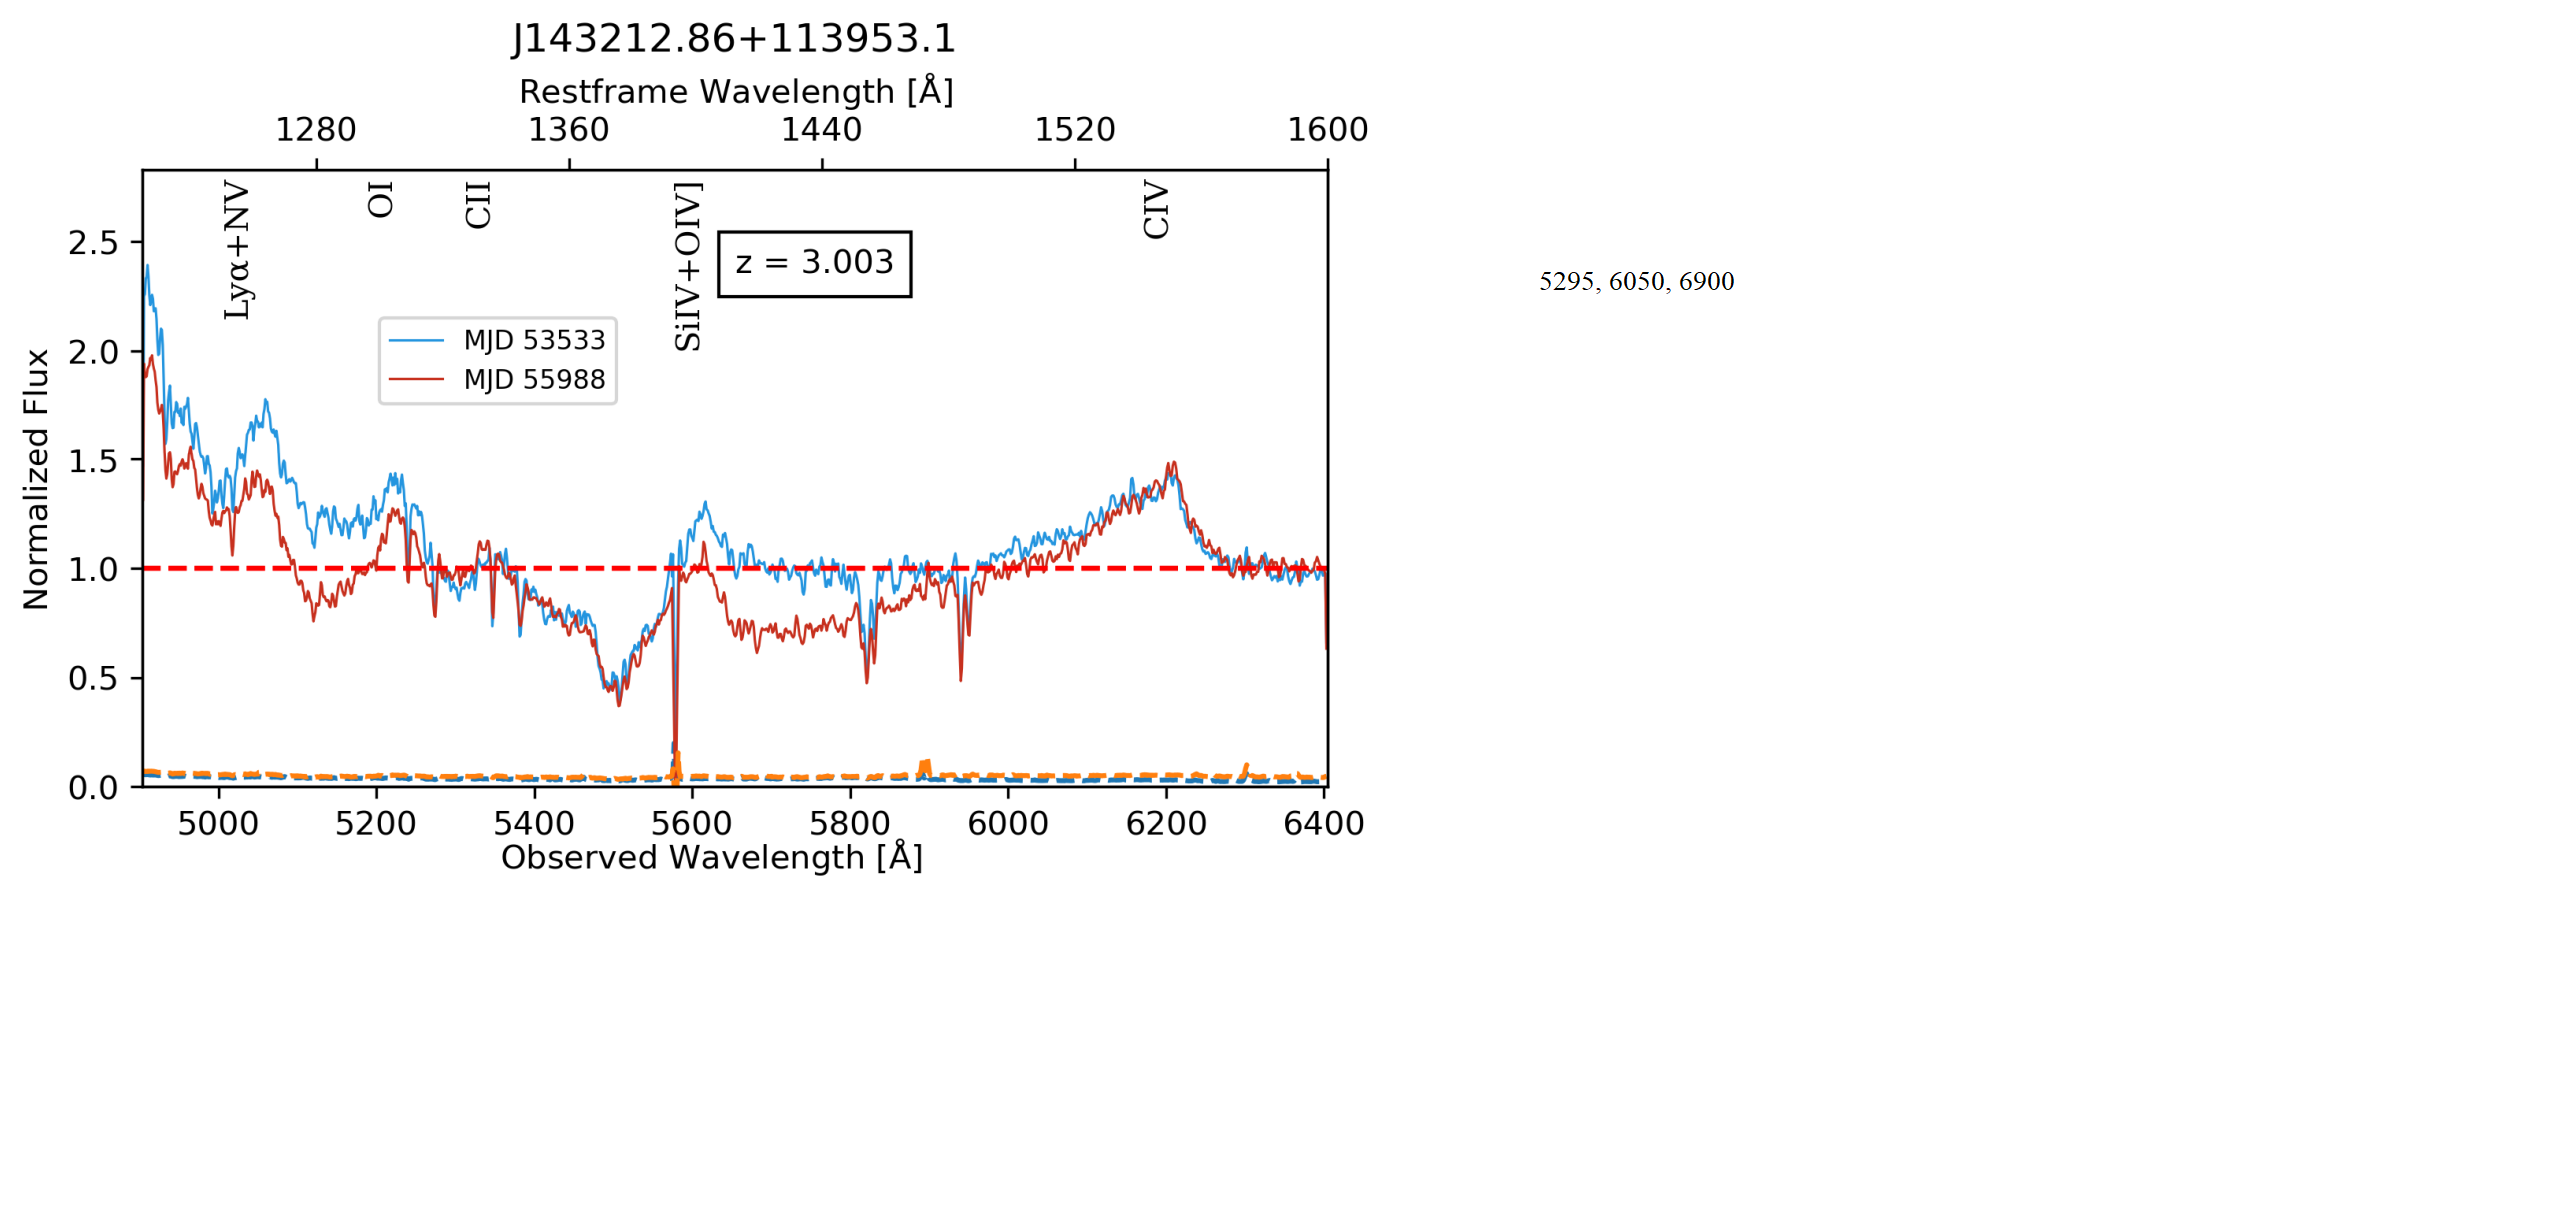 J143212.86+113953.1
Restframe Wavelength [Å]
1280 1360 1440 1520 1600
Lyα+NV
OI
CII
SiIV+OIV]
CIV
z = 3.003
5295, 6050, 6900
MJD 53533
MJD 55988
Normalized Flux
2.5
2.0
1.5
1.0
0.5
0.0
5000 5200 5400 5600 5800 6000 6200 6400
Observed Wavelength [Å]